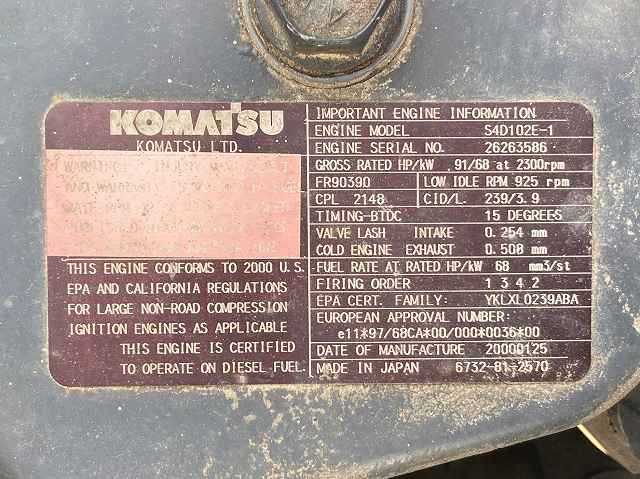 KOMATSU
KOMATSU LTD.
THIS ENGINE CONFORMS TO 2000 U.S.
EPA AND CALIFORNIA REGULATIONS
FOR LARGE NON-ROAD COMPRESSION
IGNITION ENGINES AS APPLICABLE
THIS ENGINE IS CERTIFIED
TO OPERATE ON DIESEL FUEL.
IMPORTANT ENGINE INFORMATION
ENGINE MODEL S4D102E-1
ENGINE SERIAL NO. 26263586
GROSS RATED HP/kW 91/68 at 2300rpm
FR90390 LOW IDLE RPM 925 rpm
CPL 2148 CID/L. 239/3.9
TIMING-BTDC 15 DEGREES
VALVE LASH INTAKE 0.254 mm
COLD ENGINE EXHAUST 0.508 mm
FUEL RATE AT RATED HP/kW 68 mm3/st
FIRING ORDER 1 3 4 2
EPA CERT. FAMILY: YKLXL0239ABA
EUROPEAN APPROVAL NUMBER:
e11*97/68CA*00/000*0036*00
DATE OF MANUFACTURE 20000125
MADE IN JAPAN 6732-81-2570